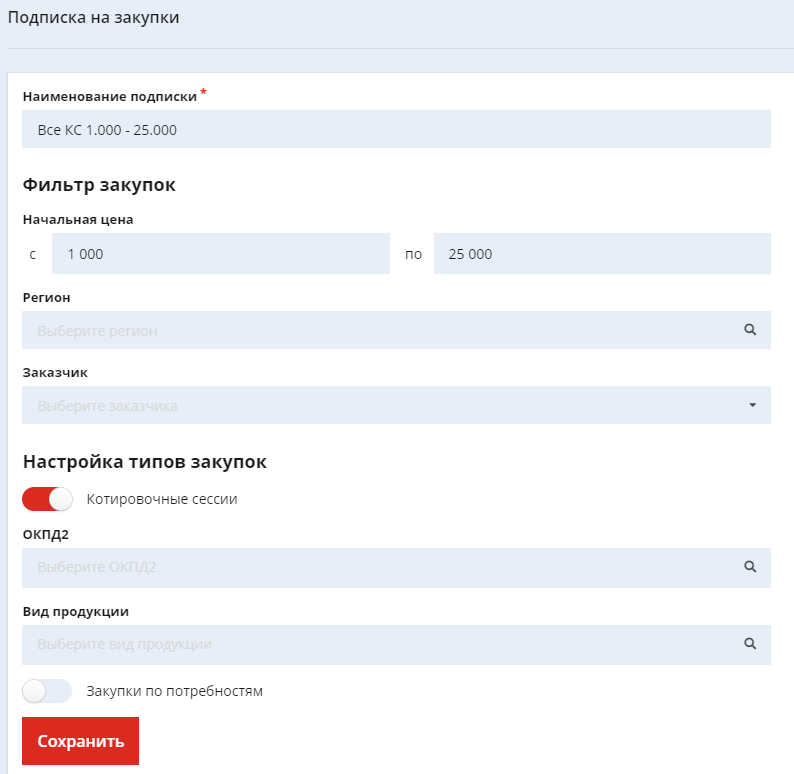 Подписка на закупки
Наименование подписки *
Все КС 1.000 - 25.000
Фильтр закупок
Начальная цена
с 1 000 по 25 000
Регион
Выберите регион
Заказчик
Выберите заказчика
Настройка типов закупок
Котировочные сессии
ОКПД2
Выберите ОКПД2
Вид продукции
Выберите вид продукции
Закупки по потребностям
Сохранить